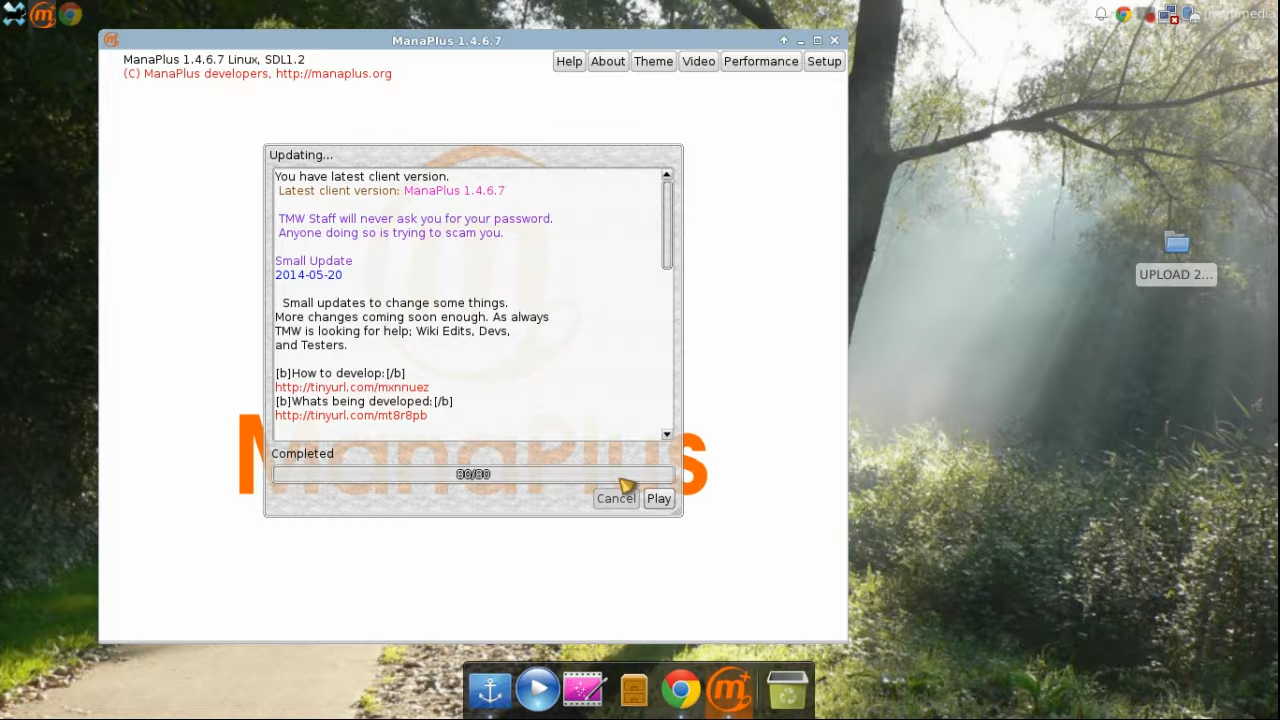 ManaPlus 1.4.6.7
ManaPlus 1.4.6.7 Linux, SDL1.2
(C) ManaPlus developers, http://manaplus.org
Help About Theme Video Performance Setup
Updating...
You have latest client version.
Latest client version: ManaPlus 1.4.6.7
TMW Staff will never ask you for your password.
Anyone doing so is trying to scam you.
Small Update
2014-05-20
Small updates to change some things.
More changes coming soon enough. As always
TMW is looking for help; Wiki Edits, Devs,
and Testers.
[b]How to develop:[/b]
http://tinyurl.com/mxnnuez
[b]Whats being developed:[/b]
http://tinyurl.com/mt8r8pb
ManaPlus
Completed
80/80
Cancel Play
UPLOAD 2...